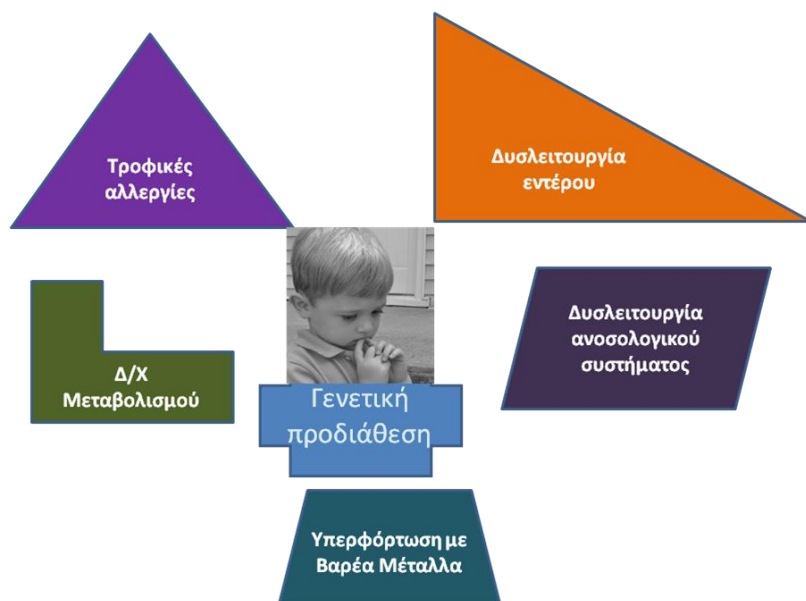 Τροφικές
αλλεργίες
Δυσλειτουργία
εντέρου
Δ/Χ
Μεταβολισμού
Γενετική
προδιάθεση
Δυσλειτουργία
ανοσολογικού
συστήματος
Υπερφόρτωση με
Βαρέα Μέταλλα